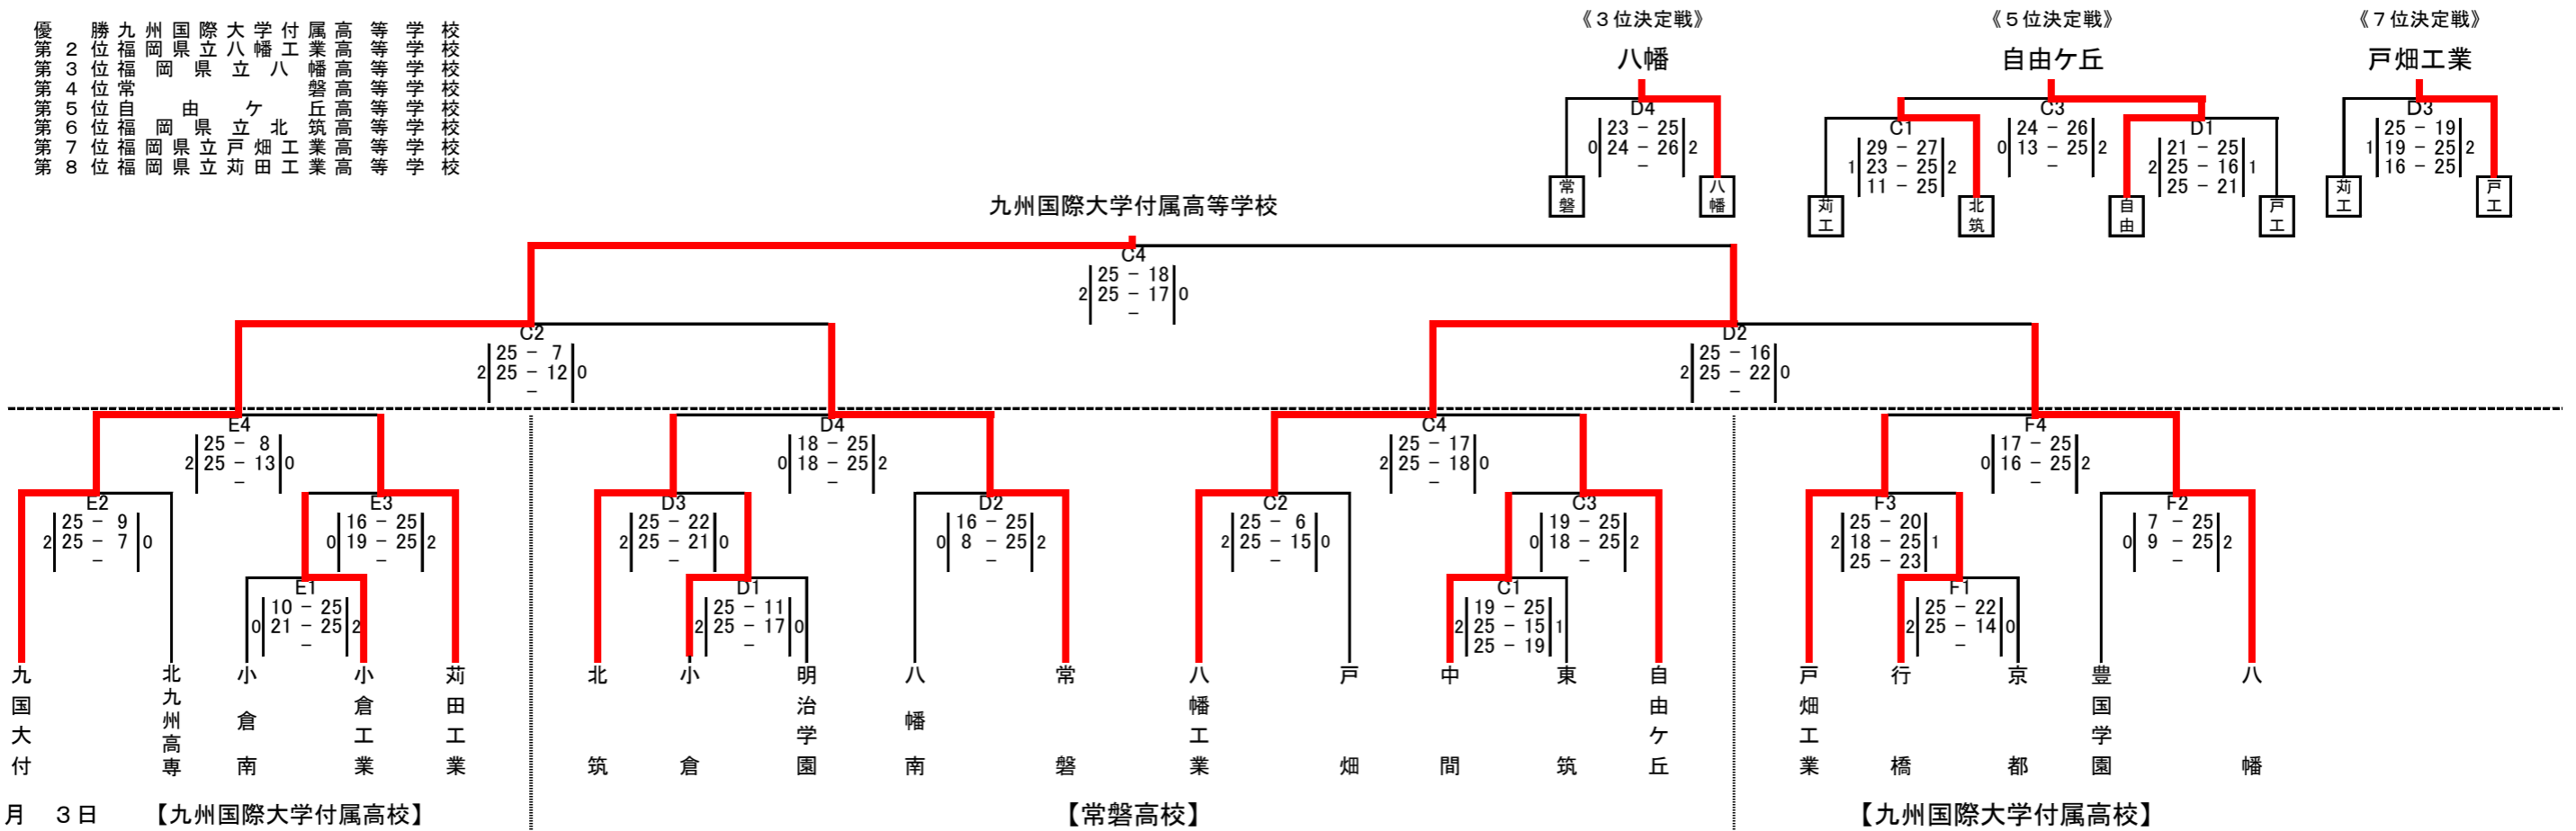 優勝九州国際大学付属高等学校
第２位福岡県立八幡工業高等学校
第３位福岡県立八幡高等学校
第４位常磐高等学校
第５位自由ケ丘高等学校
第６位福岡県立北筑高等学校
第７位福岡県立戸畑工業高等学校
第８位福岡県立苅田工業高等学校
《３位決定戦》
八幡
D4
23 － 25
0 24 － 26 2
－
常磐 八幡
《５位決定戦》
自由ケ丘
C3
24 － 26
0 13 － 25 2
－
C1
29 － 27
1 23 － 25 2
11 － 25
D1
21 － 25
2 25 － 16 1
25 － 21
苅工 北筑 自由 戸工
《７位決定戦》
戸畑工業
D3
25 － 19
1 19 － 25 2
16 － 25
苅工 戸工
九州国際大学付属高等学校
C4
25 － 18
2 25 － 17 0
－
C2
25 － 7
2 25 － 12 0
－
D2
25 － 16
2 25 － 22 0
－
E4
25 － 8
2 25 － 13 0
－
D4
18 － 25
0 18 － 25 2
－
C4
25 － 17
2 25 － 18 0
－
F4
17 － 25
0 16 － 25 2
－
E2
25 － 9
2 25 － 7 0
－
E3
16 － 25
0 19 － 25 2
－
D3
25 － 22
2 25 － 21 0
－
D2
16 － 25
0 8 － 25 2
－
C2
25 － 6
2 25 － 15 0
－
C3
19 － 25
0 18 － 25 2
－
F3
25 － 20
2 18 － 25 1
25 － 23
F2
7 － 25
0 9 － 25 2
－
E1
10 － 25
0 21 － 25 2
－
D1
25 － 11
2 25 － 17 0
－
C1
19 － 25
2 25 － 15 1
25 － 19
F1
25 － 22
2 25 － 14 0
－
九国大付
北九州高専
小倉南
小倉工業
苅田工業
北筑
小倉
明治学園
八幡南
常磐
八幡工業
戸畑
中間
東筑
自由ケ丘
戸畑工業
行橋
京都
豊国学園
八幡
月　３日　【九州国際大学付属高校】
【常磐高校】
【九州国際大学付属高校】